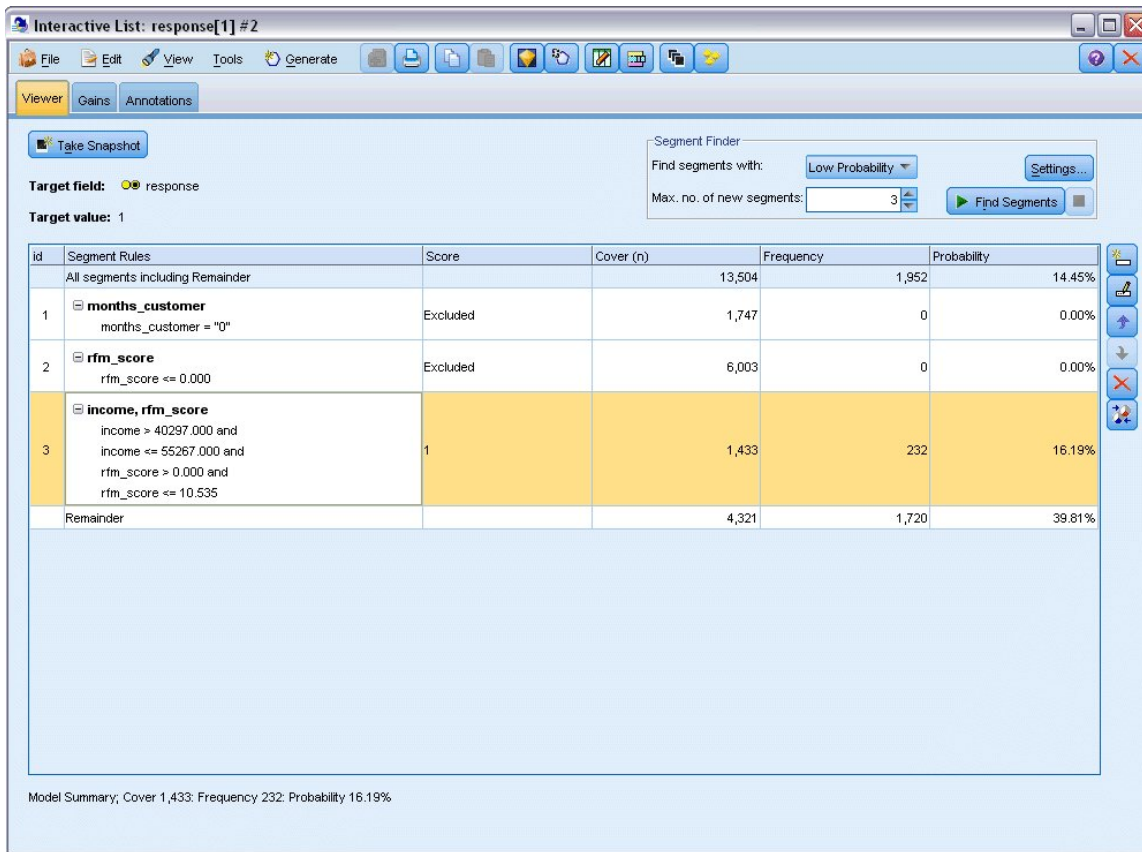 Interactive List: response[1] #2
File Edit View Tools Generate
Viewer Gains Annotations
Take Snapshot
Target field: response
Target value: 1
Segment Finder
Find segments with: Low Probability Settings...
Max. no. of new segments: 3 Find Segments
id Segment Rules Score Cover (n) Frequency Probability
All segments including Remainder 13,504 1,952 14.45%
months_customer
1 months_customer = "0" Excluded 1,747 0 0.00%
rfm_score
2 rfm_score <= 0.000 Excluded 6,003 0 0.00%
income, rfm_score
income > 40297.000 and
3 income <= 55267.000 and 1 1,433 232 16.19%
rfm_score > 0.000 and
rfm_score <= 10.535
Remainder 4,321 1,720 39.81%
Model Summary; Cover 1,433: Frequency 232: Probability 16.19%